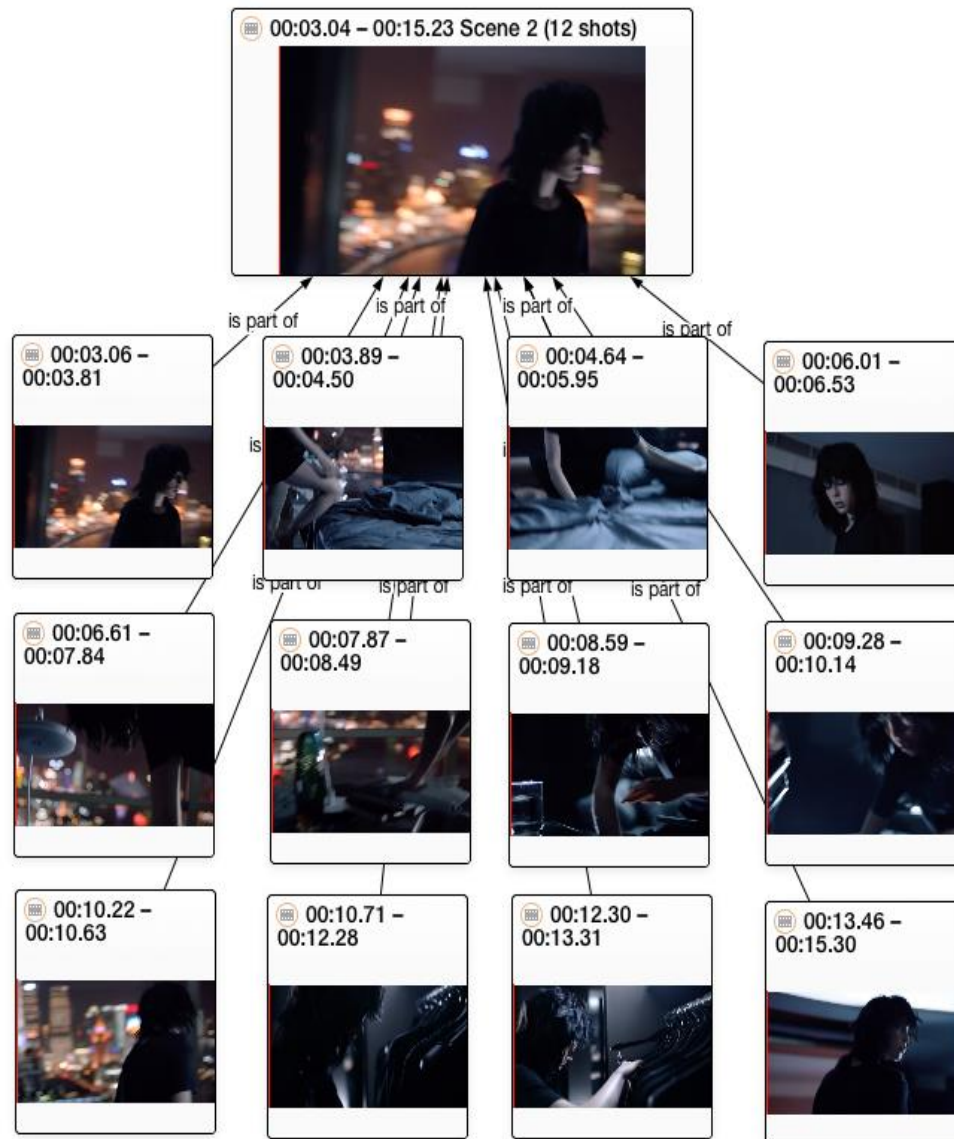 00:03.04 – 00:15.23 Scene 2 (12 shots)
is part of
is part of
is part of
is part of
00:03.06 –
00:03.81
00:03.89 –
00:04.50
00:04.64 –
00:05.95
00:06.01 –
00:06.53
is
i
is part of
is part of
is part of
is part of
00:06.61 –
00:07.84
00:07.87 –
00:08.49
00:08.59 –
00:09.18
00:09.28 –
00:10.14
00:10.22 –
00:10.63
00:10.71 –
00:12.28
00:12.30 –
00:13.31
00:13.46 –
00:15.30